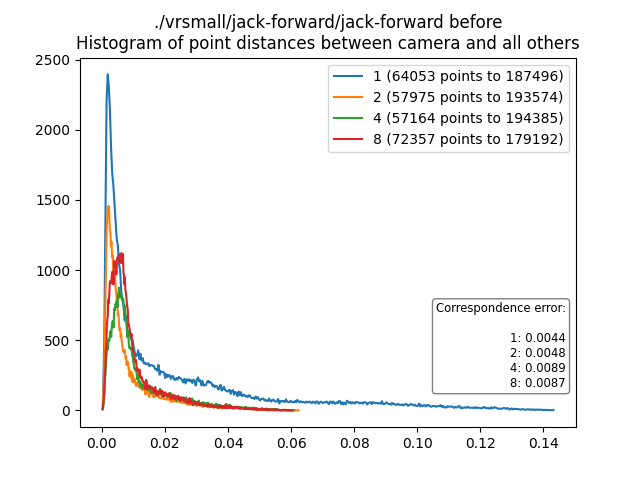 ./vrsmall/jack-forward/jack-forward before
Histogram of point distances between camera and all others
1 (64053 points to 187496)
2 (57975 points to 193574)
4 (57164 points to 194385)
8 (72357 points to 179192)
2500
2000
1500
1000
500
0
Correspondence error:
1: 0.0044
2: 0.0048
4: 0.0089
8: 0.0087
0.00 0.02 0.04 0.06 0.08 0.10 0.12 0.14